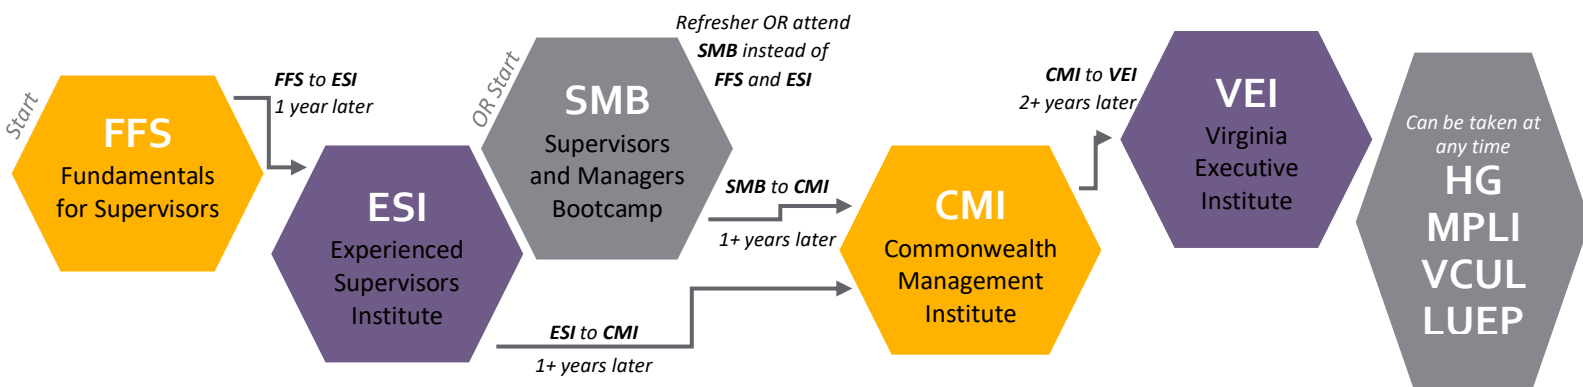 Start
FFS
Fundamentals
for Supervisors
FFS to ESI
1 year later
ESI
Experienced
Supervisors
Institute
OR Start
SMB
Supervisors
and Managers
Bootcamp
Refresher OR attend
SMB instead of
FFS and ESI
SMB to CMI
1+ years later
ESI to CMI
1+ years later
CMI
Commonwealth
Management
Institute
CMI to VEI
2+ years later
VEI
Virginia
Executive
Institute
Can be taken at
any time
HG
MPLI
VCUL
LUEP